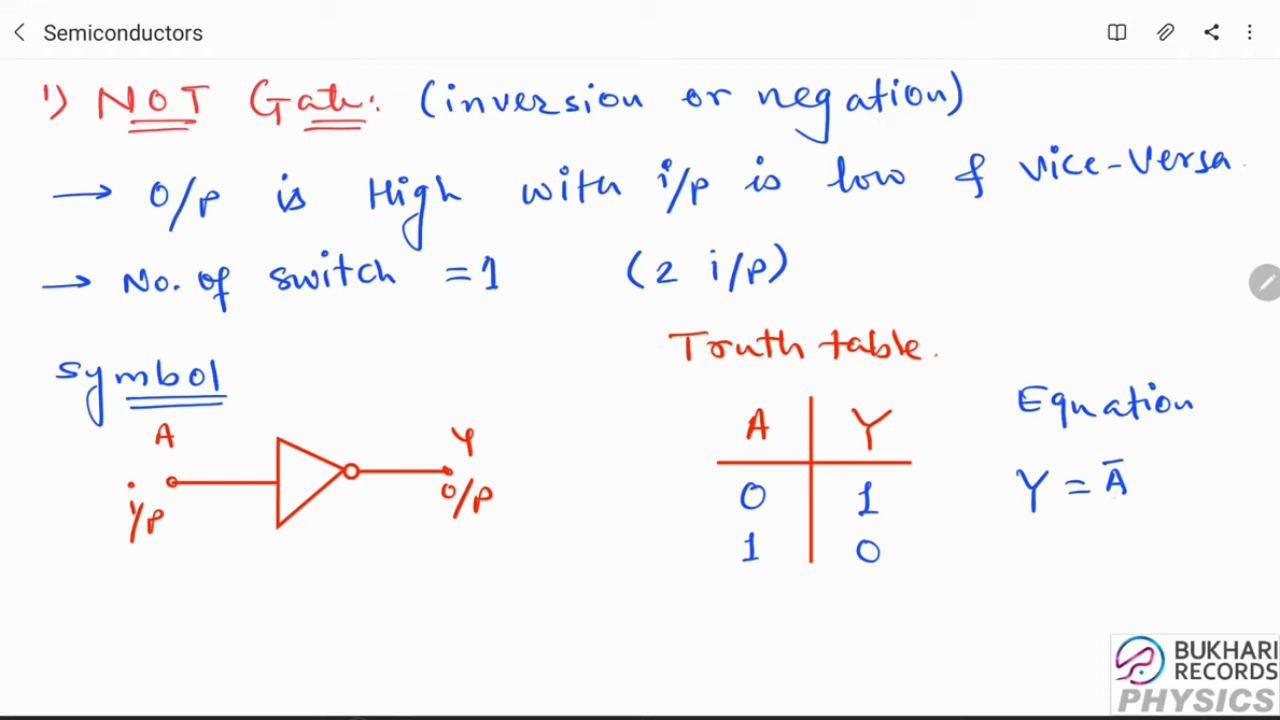 Semiconductors
1) NOT Gate: (inversion or negation)
→ O/P is High with i/p is low & vice-versa
→ No. of switch = 1 (2 i/p)
Symbol
Truth table.
A Y
i/p O/P
A Y
0 1
1 0
Equation
Y = Ā
BUKHARI
RECORDS
PHYSICS